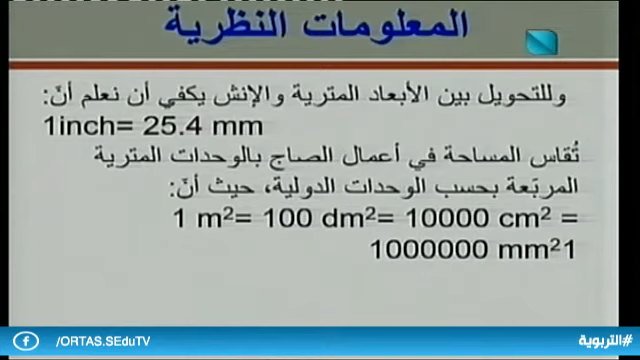 المعلومات النظرية
وللتحويل بين الأبعاد المترية والإنش يكفي أن نعلم أنّ:
1inch= 25.4 mm
تُقاس المساحة في أعمال الصاج بالوحدات المترية
المربّعة بحسب الوحدات الدولية، حيث أنّ:
1 m²= 100 dm²= 10000 cm² =
1000000 mm²1
/ORTAS.SEduTV
#التربوية